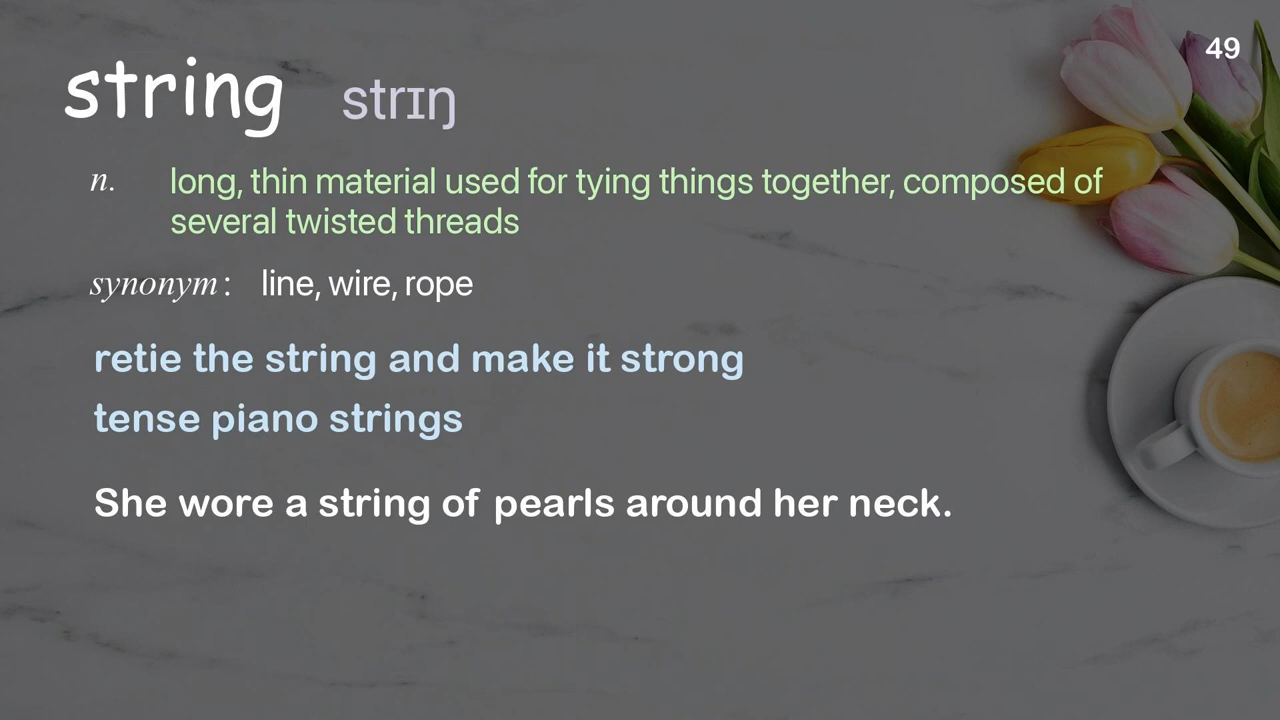 49
string strɪŋ
n. long, thin material used for tying things together, composed of
several twisted threads
synonym: line, wire, rope
retie the string and make it strong
tense piano strings
She wore a string of pearls around her neck.